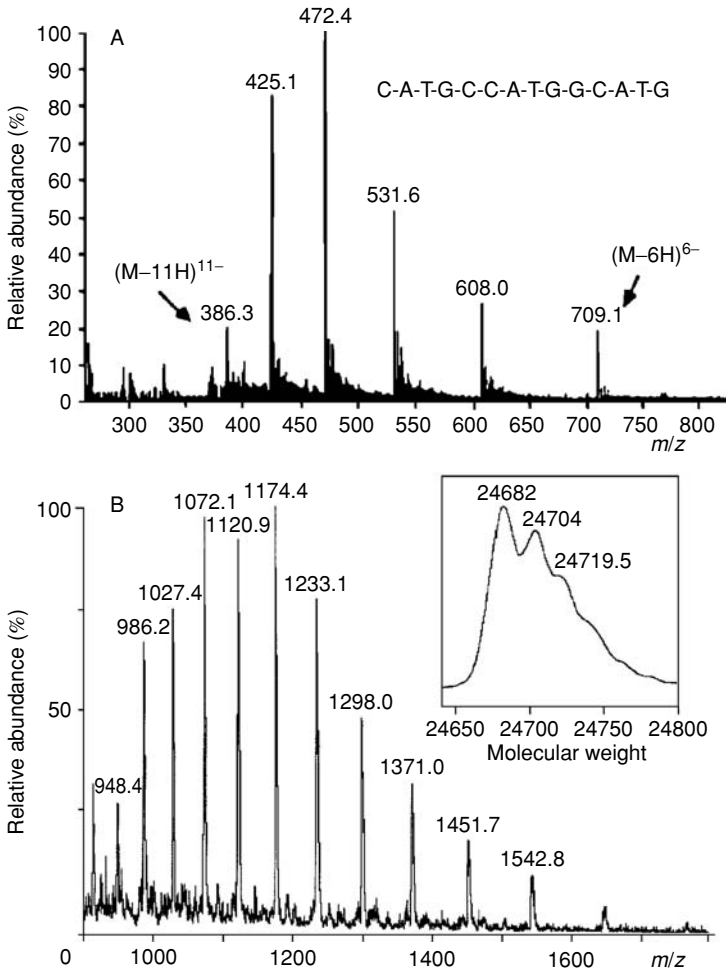 A
Relative abundance (%)
100
90
80
70
60
50
40
30
20
10
0
472.4
425.1
C-A-T-G-C-C-A-T-G-G-C-A-T-G
531.6
(M–11H)¹¹⁻
386.3
608.0
(M–6H)⁶⁻
709.1
300 350 400 450 500 550 600 650 700 750 800
m/z
B
Relative abundance (%)
100
50
0
948.4
986.2
1027.4
1072.1
1120.9
1174.4
1233.1
1298.0
1371.0
1451.7
1542.8
24682
24704
24719.5
24650 24700 24750 24800
Molecular weight
1000 1200 1400 1600 m/z